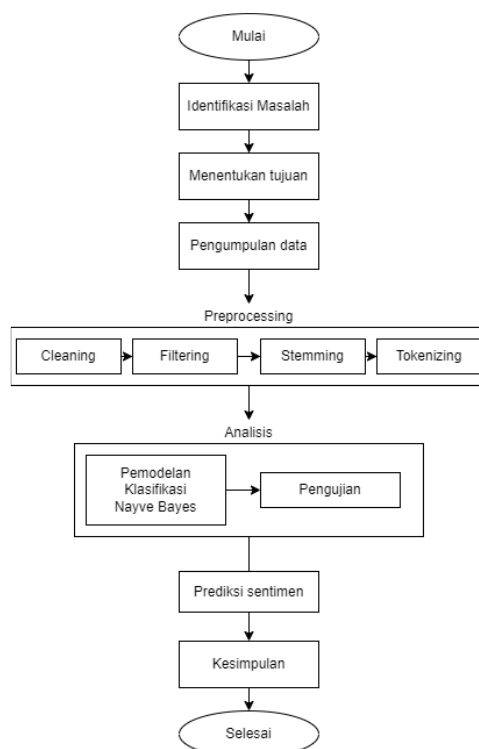 Mulai
Identifikasi Masalah
Menentukan tujuan
Pengumpulan data
Preprocessing
Cleaning
Filtering
Stemming
Tokenizing
Analisis
Pemodelan
Klasifikasi
Nayve Bayes
Pengujian
Prediksi sentimen
Kesimpulan
Selesai